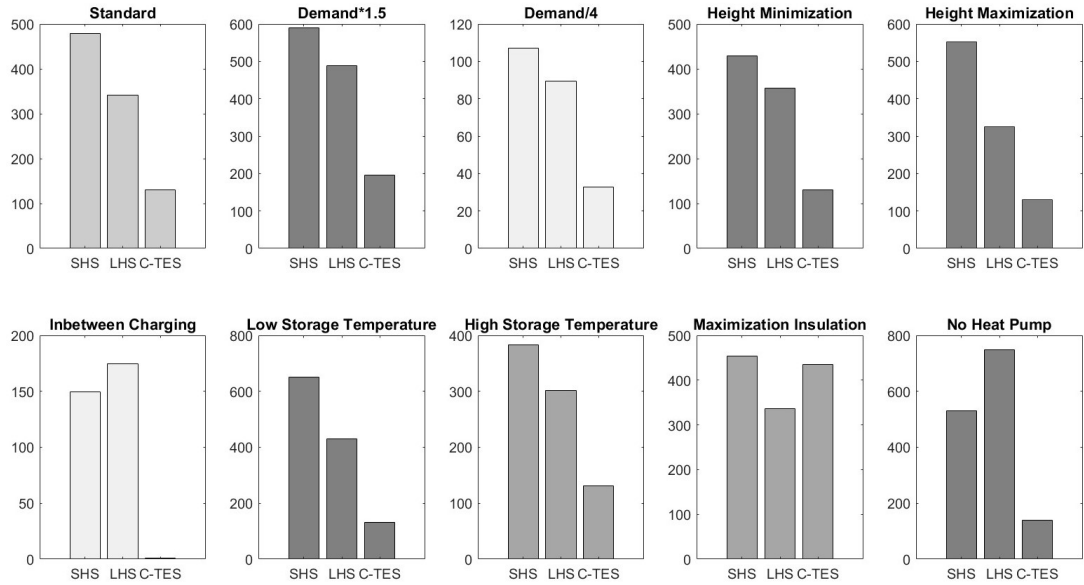 Standard
500
400
300
200
100
0
SHS LHS C-TES
Demand*1.5
600
500
400
300
200
100
0
SHS LHS C-TES
Demand/4
120
100
80
60
40
20
0
SHS LHS C-TES
Height Minimization
500
400
300
200
100
0
SHS LHS C-TES
Height Maximization
600
500
400
300
200
100
0
SHS LHS C-TES
Inbetween Charging
200
150
100
50
0
SHS LHS C-TES
Low Storage Temperature
800
600
400
200
0
SHS LHS C-TES
High Storage Temperature
400
300
200
100
0
SHS LHS C-TES
Maximization Insulation
500
400
300
200
100
0
SHS LHS C-TES
No Heat Pump
800
600
400
200
0
SHS LHS C-TES